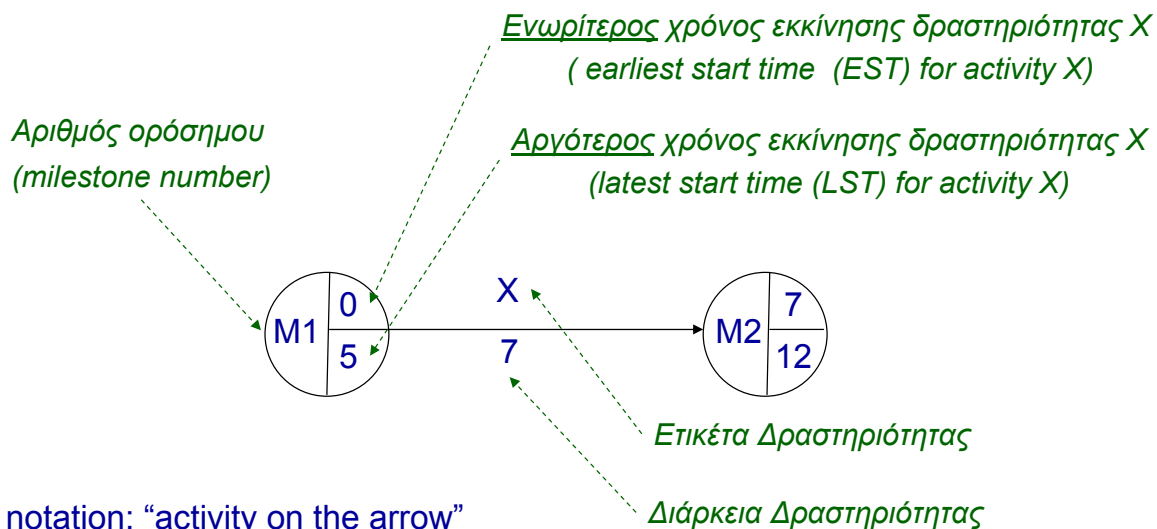 Ενωρίτερος χρόνος εκκίνησης δραστηριότητας Χ
( earliest start time (EST) for activity X)
Αριθμός ορόσημου
(milestone number)
Αργότερος χρόνος εκκίνησης δραστηριότητας Χ
(latest start time (LST) for activity X)
M1
0
5
X
7
M2
7
12
Ετικέτα Δραστηριότητας
Διάρκεια Δραστηριότητας
notation: “activity on the arrow”